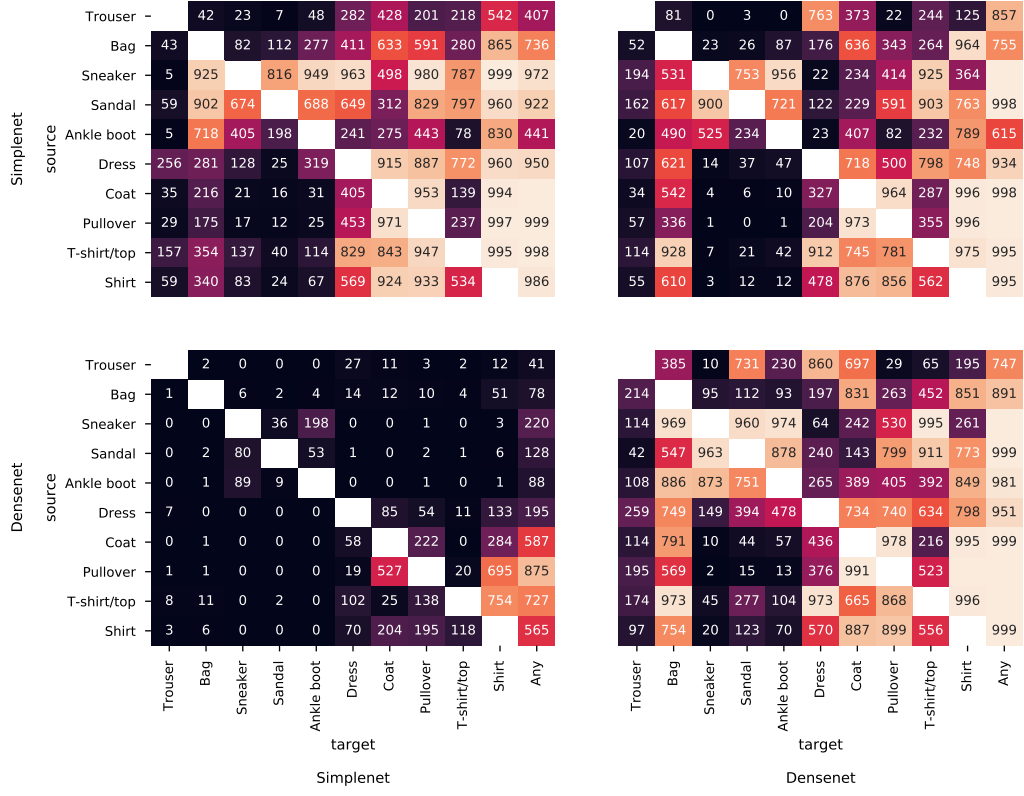 Trouser 42 23 7 48 282 428 201 218 542 407 81 0 3 0 763 373 22 244 125 857
Bag 43 82 112 277 411 633 591 280 865 736 52 23 26 87 176 636 343 264 964 755
Sneaker 5 925 816 949 963 498 980 787 999 972 194 531 753 956 22 234 414 925 364
Sandal 59 902 674 688 649 312 829 797 960 922 162 617 900 721 122 229 591 903 763 998
Ankle boot 5 718 405 198 241 275 443 78 830 441 20 490 525 234 23 407 82 232 789 615
Dress 256 281 128 25 319 915 887 772 960 950 107 621 14 37 47 718 500 798 748 934
Coat 35 216 21 16 31 405 953 139 994 34 542 4 6 10 327 964 287 996 998
Pullover 29 175 17 12 25 453 971 237 997 999 57 336 1 0 1 204 973 355 996
T-shirt/top 157 354 137 40 114 829 843 947 995 998 114 928 7 21 42 912 745 781 975 995
Shirt 59 340 83 24 67 569 924 933 534 986 55 610 3 12 12 478 876 856 562 995
Simplenet
source
Trouser 2 0 0 0 27 11 3 2 12 41 385 10 731 230 860 697 29 65 195 747
Bag 1 6 2 4 14 12 10 4 51 78 214 95 112 93 197 831 263 452 851 891
Sneaker 0 0 36 198 0 0 1 0 3 220 114 969 960 974 64 242 530 995 261
Sandal 0 2 80 53 1 0 2 1 6 128 42 547 963 878 240 143 799 911 773 999
Ankle boot 0 1 89 9 0 0 1 0 1 88 108 886 873 751 265 389 405 392 849 981
Dress 7 0 0 0 0 85 54 11 133 195 259 749 149 394 478 734 740 634 798 951
Coat 0 1 0 0 0 58 222 0 284 587 114 791 10 44 57 436 978 216 995 999
Pullover 1 1 0 0 0 19 527 20 695 875 195 569 2 15 13 376 991 523
T-shirt/top 8 11 0 2 0 102 25 138 754 727 174 973 45 277 104 973 665 868 996
Shirt 3 6 0 0 0 70 204 195 118 565 97 754 20 123 70 570 887 899 556 999
Densenet
source
Trouser Bag Sneaker Sandal Ankle boot Dress Coat Pullover T-shirt/top Shirt Any Trouser Bag Sneaker Sandal Ankle boot Dress Coat Pullover T-shirt/top Shirt Any
target target
Simplenet Densenet